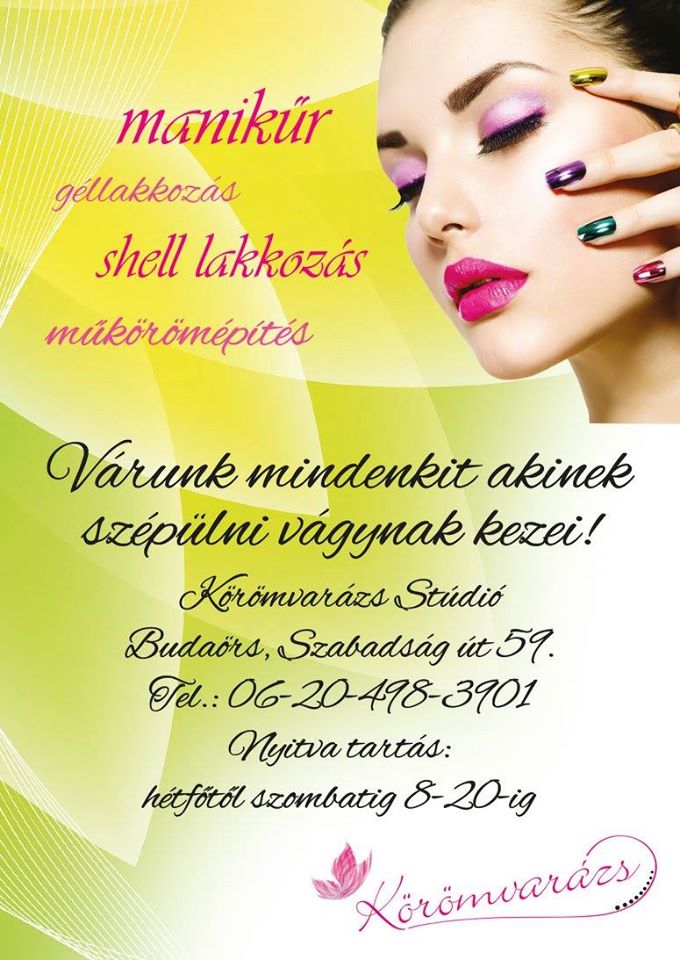 manikűr
géllakkozás
shell lakkozás
műkörömépítés
Várunk mindenkit akinek
szépülni vágynak kezei!
Körömvarázs Stúdió
Budaörs, Szabadság út 59.
Tel.: 06-20-498-3901
Nyitva tartás:
hétfőtől szombatig 8-20-ig
Körömvarázs